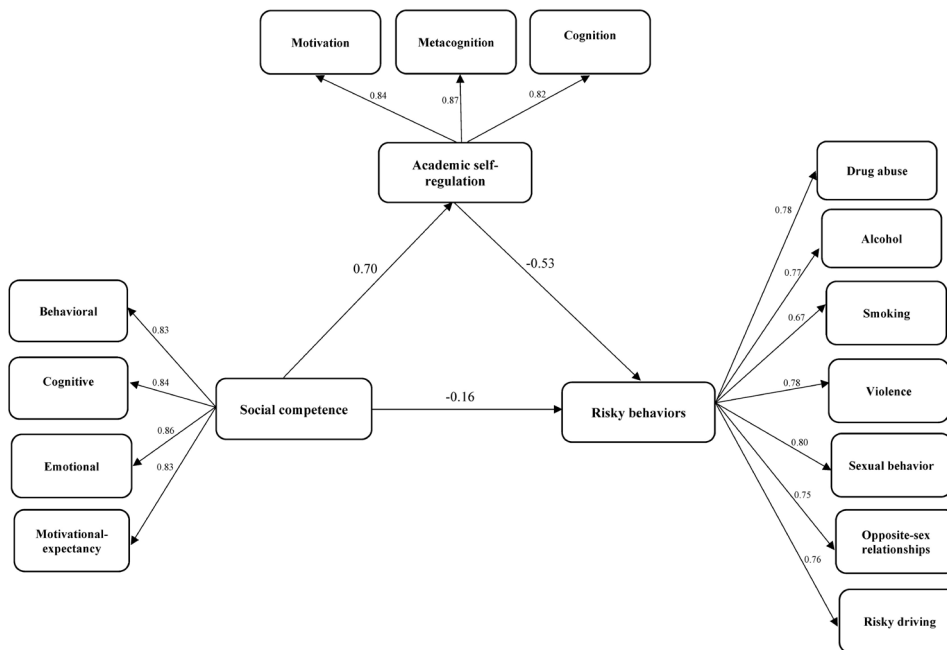 Motivation
Metacognition
Cognition
0.84
0.87
0.82
Academic self-
regulation
0.70
-0.53
Behavioral
Cognitive
Emotional
Motivational-
expectancy
0.83
0.84
0.86
0.83
Social competence
-0.16
Risky behaviors
0.78
0.77
0.67
0.78
0.80
0.75
0.76
Drug abuse
Alcohol
Smoking
Violence
Sexual behavior
Opposite-sex
relationships
Risky driving